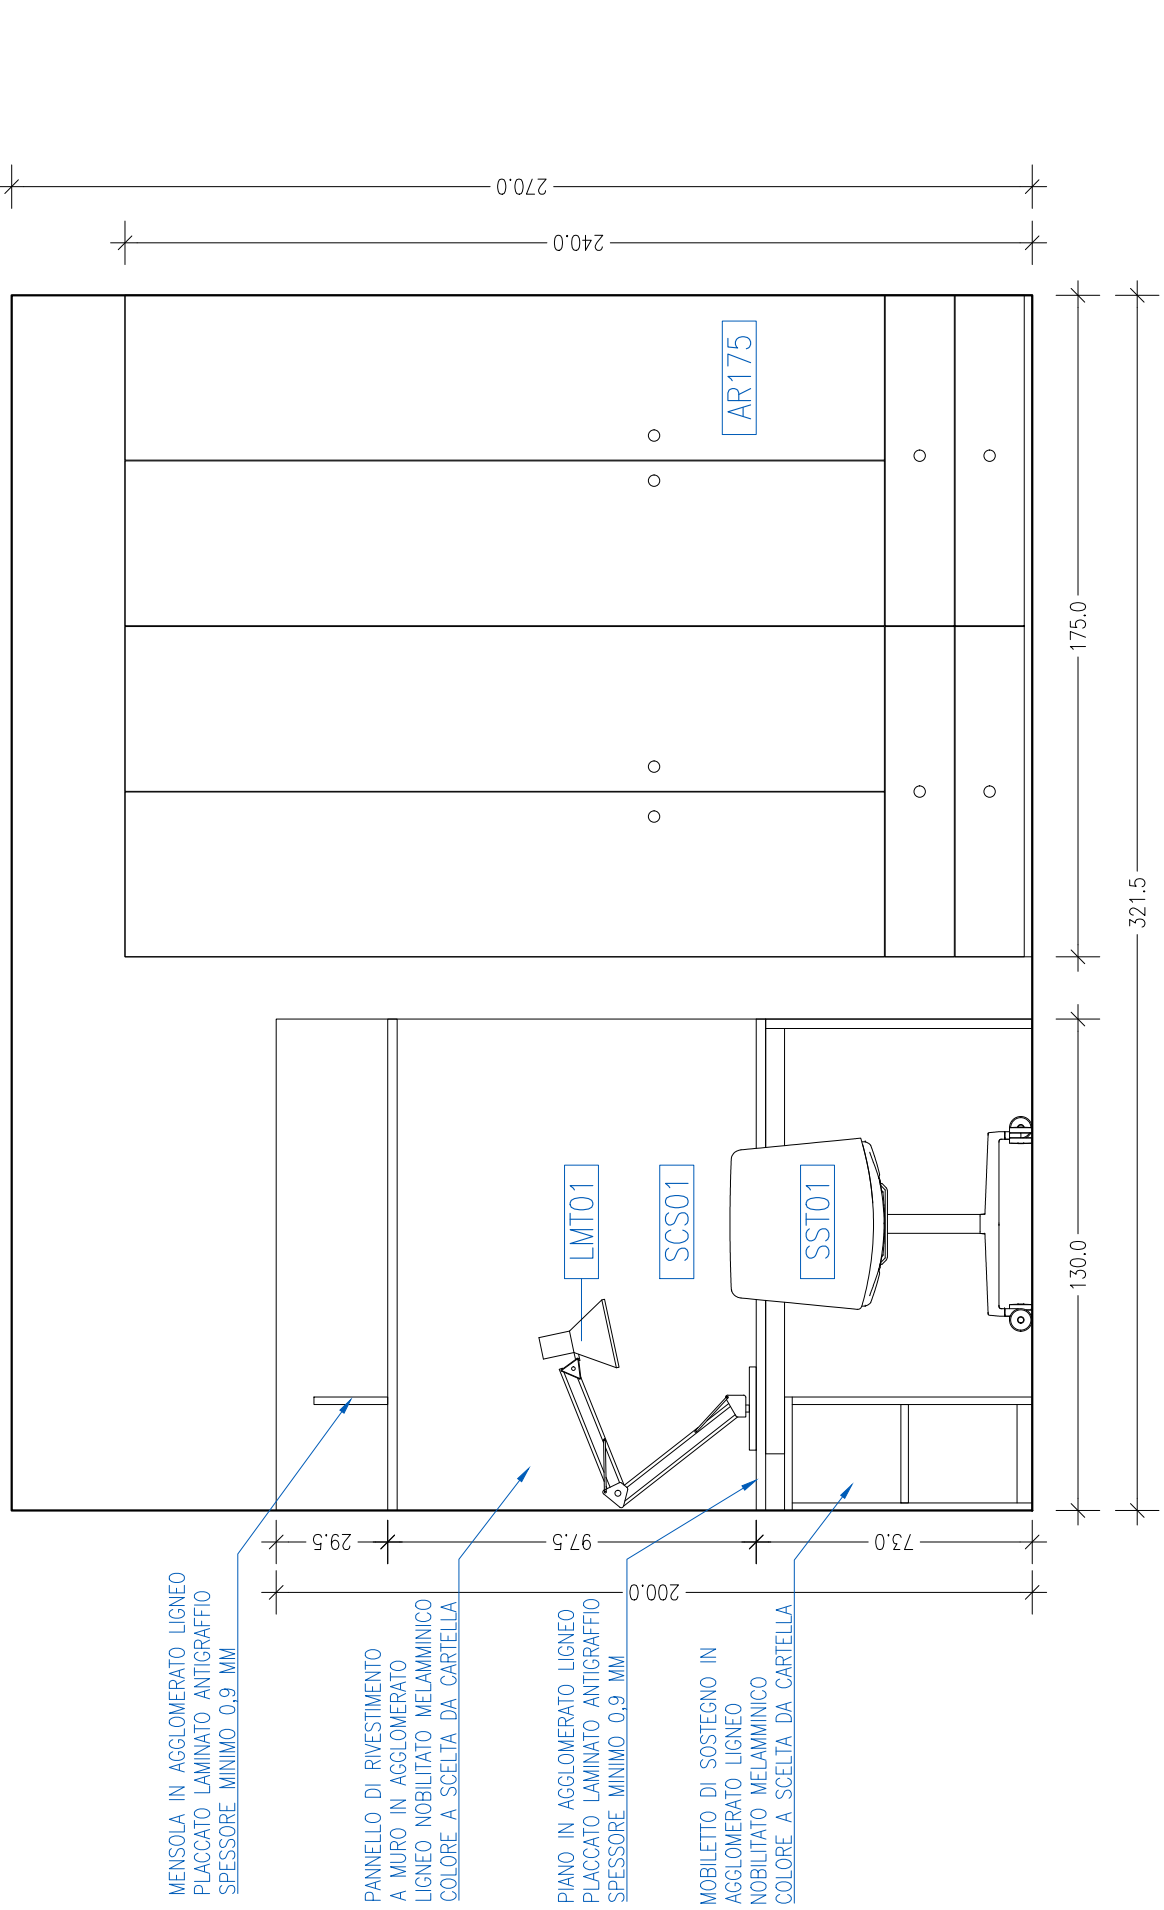 MENSOLA IN AGGLOMERATO LIGNEO
PLACCATO LAMINATO ANTIGRAFFIO
SPESSORE MINIMO 0,9 MM
PANNELLO DI RIVESTIMENTO
A MURO IN AGGLOMERATO
LIGNEO NOBILITATO MELAMMINICO
COLORE A SCELTA DA CARTELLA
PIANO IN AGGLOMERATO LIGNEO
PLACCATO LAMINATO ANTIGRAFFIO
SPESSORE MINIMO 0,9 MM
MOBILETTO DI SOSTEGNO IN
AGGLOMERATO LIGNEO
NOBILITATO MELAMMINICO
COLORE A SCELTA DA CARTELLA
29.5
97.5
73.0
200.0
LMT01
SCS01
SST01
AR175
130.0
175.0
321.5
240.0
270.0